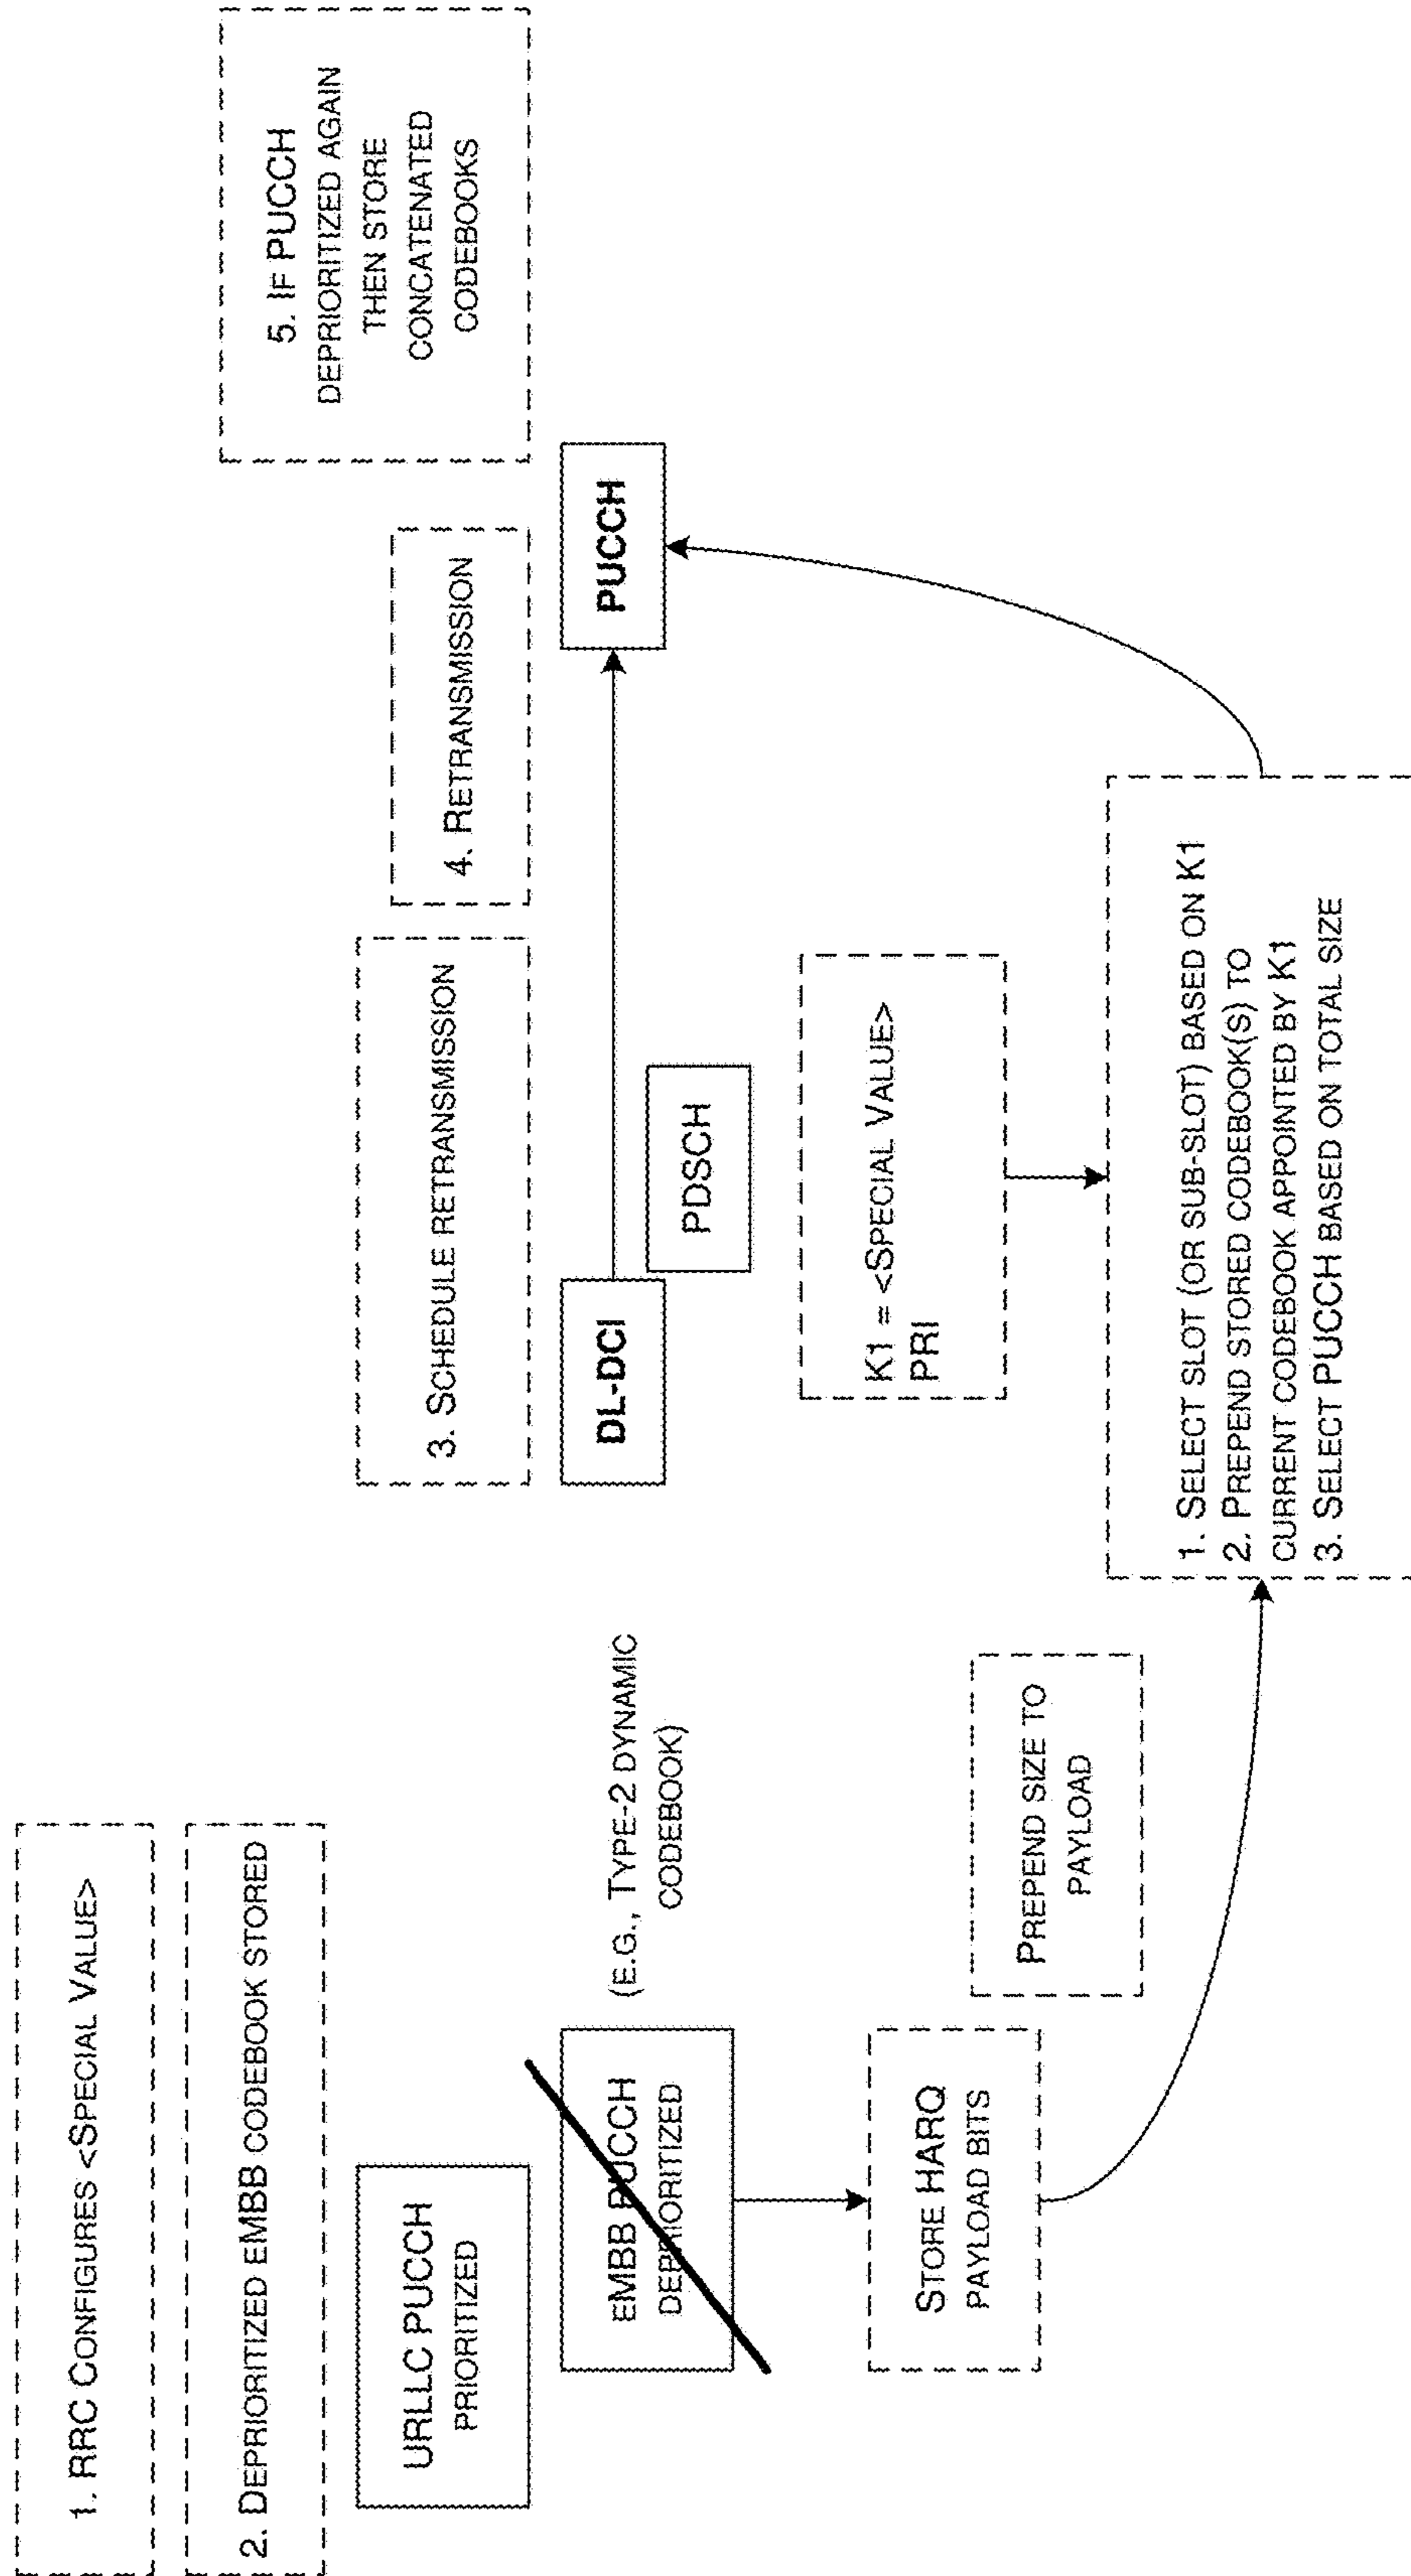 1. RRC CONFIGURES <SPECIAL VALUE>
2. DEPRIORITIZED EMBB CODEBOOK STORED
URLLC PUCCH
PRIORITIZED
EMBB PUCCH
DEPRIORITIZED
(E.G., TYPE-2 DYNAMIC
CODEBOOK)
STORE HARQ
PAYLOAD BITS
PREPEND SIZE TO
PAYLOAD
3. SCHEDULE RETRANSMISSION
DL-DCI
PDSCH
K1 = <SPECIAL VALUE>
PRI
1. SELECT SLOT (OR SUB-SLOT) BASED ON K1
2. PREPEND STORED CODEBOOK(S) TO
CURRENT CODEBOOK APPOINTED BY K1
3. SELECT PUCCH BASED ON TOTAL SIZE
4. RETRANSMISSION
PUCCH
5. IF PUCCH
DEPRIORITIZED AGAIN
THEN STORE
CONCATENATED
CODEBOOKS